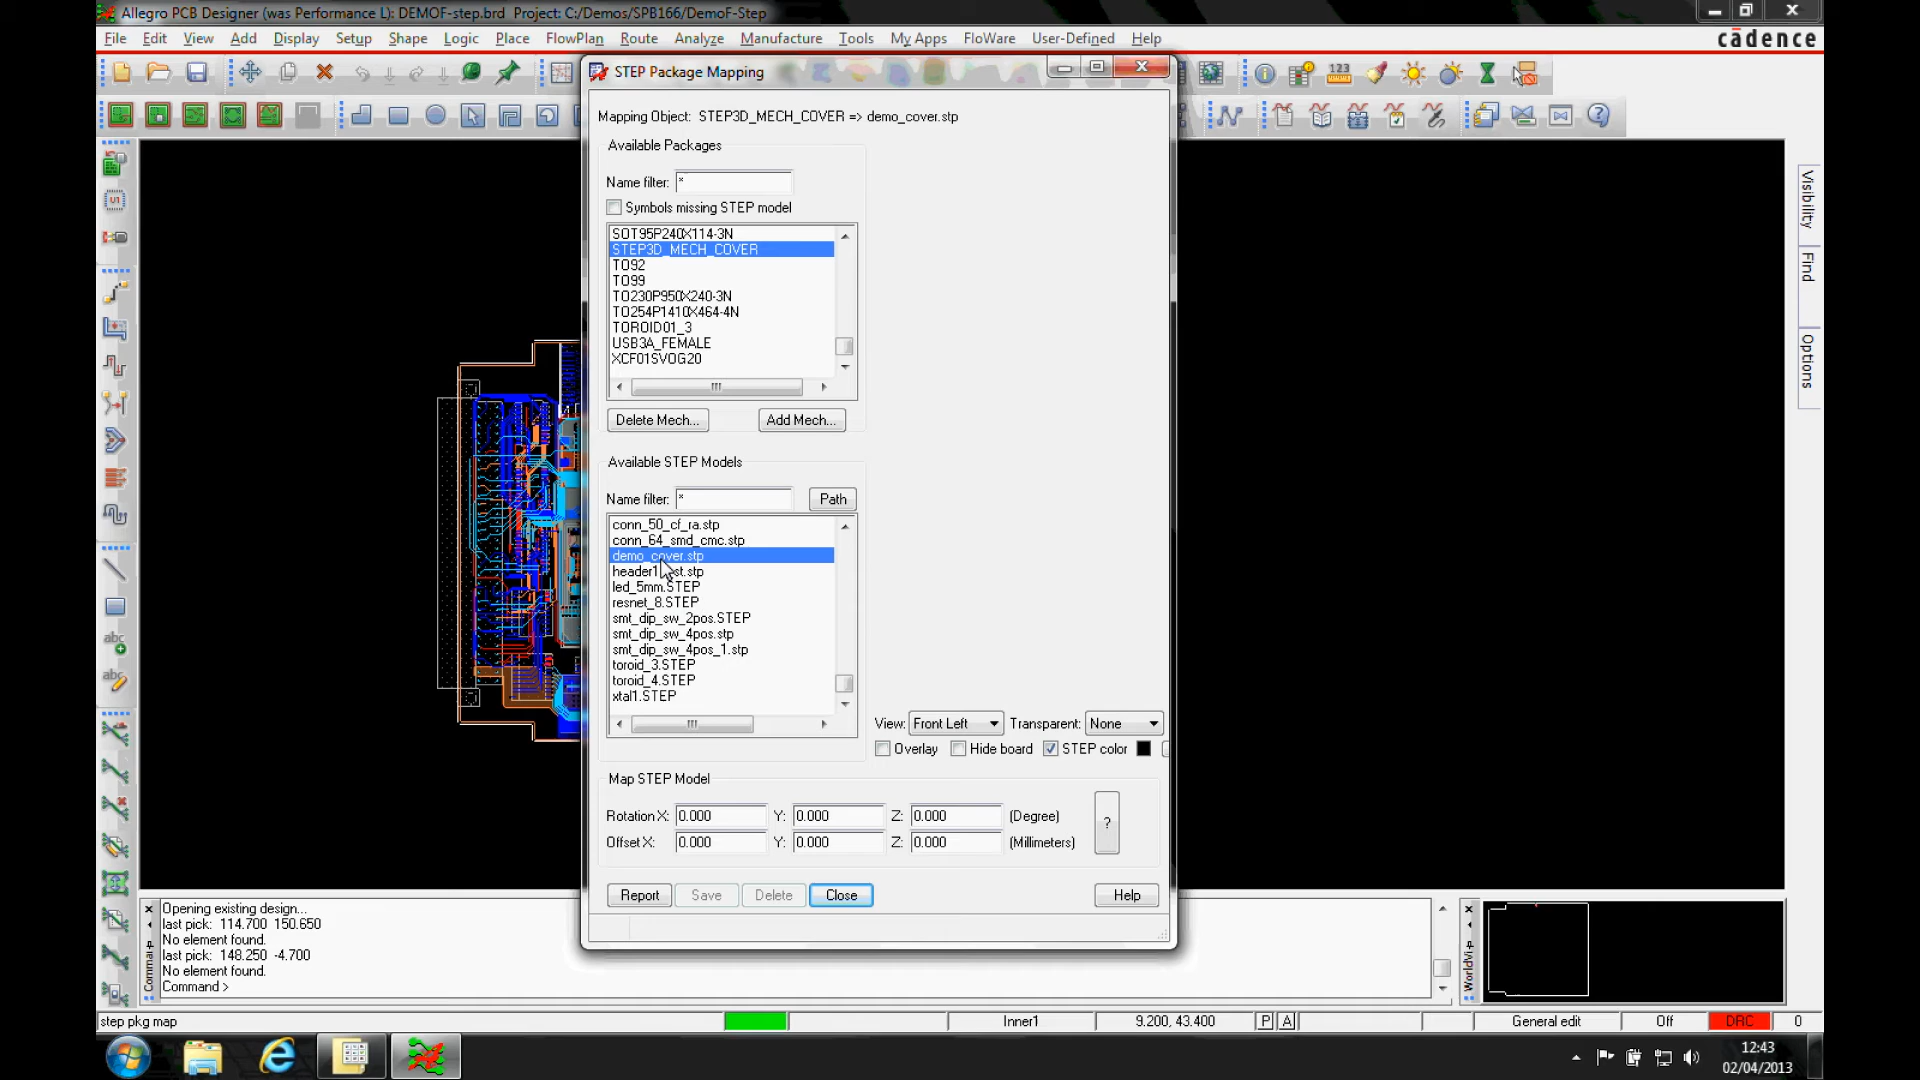 Allegro PCB Designer (was Performance L): DEMOF-step.brd  Project: C:/Demos/SPB166/DemoF-Step
File Edit View Add Display Setup Shape Logic Place FlowPlan Route Analyze Manufacture Tools My Apps FloWare User-Defined Help
cādence
STEP Package Mapping
123
Mapping Object: STEP3D_MECH_COVER => demo_cover.stp
Available Packages
Name filter: *
Symbols missing STEP model
SOT95P240X114-3N
STEP3D_MECH_COVER
TO92
TO99
TO230P950X240-3N
TO254P1410X464-4N
TOROID01_3
USB3A_FEMALE
XCF01SVOG20
Delete Mech... Add Mech...
Available STEP Models
Name filter: * Path
conn_50_cf_ra.stp
conn_64_smd_cmc.stp
demo_cover.stp
led_5mm.STEP
resnet_8.STEP
smt_dip_sw_2pos.STEP
smt_dip_sw_4pos.stp
smt_dip_sw_4pos_1.stp
toroid_3.STEP
toroid_4.STEP
xtal1.STEP
View: Front Left Transparent: None
Overlay Hide board STEP color
Map STEP Model
Rotation X: 0.000 Y: 0.000 Z: 0.000 (Degree)
?
Offset X: 0.000 Y: 0.000 Z: 0.000 (Millimeters)
Report Save Delete Close Help
U1
abc
abc
Visibility
Find
Options
Opening existing design...
last pick: 114.700 150.650
No element found.
last pick: 148.250 -4.700
No element found.
Command >
step pkg map Inner1 9.200, 43.400 P A General edit Off DRC 0
12:43
02/04/2013